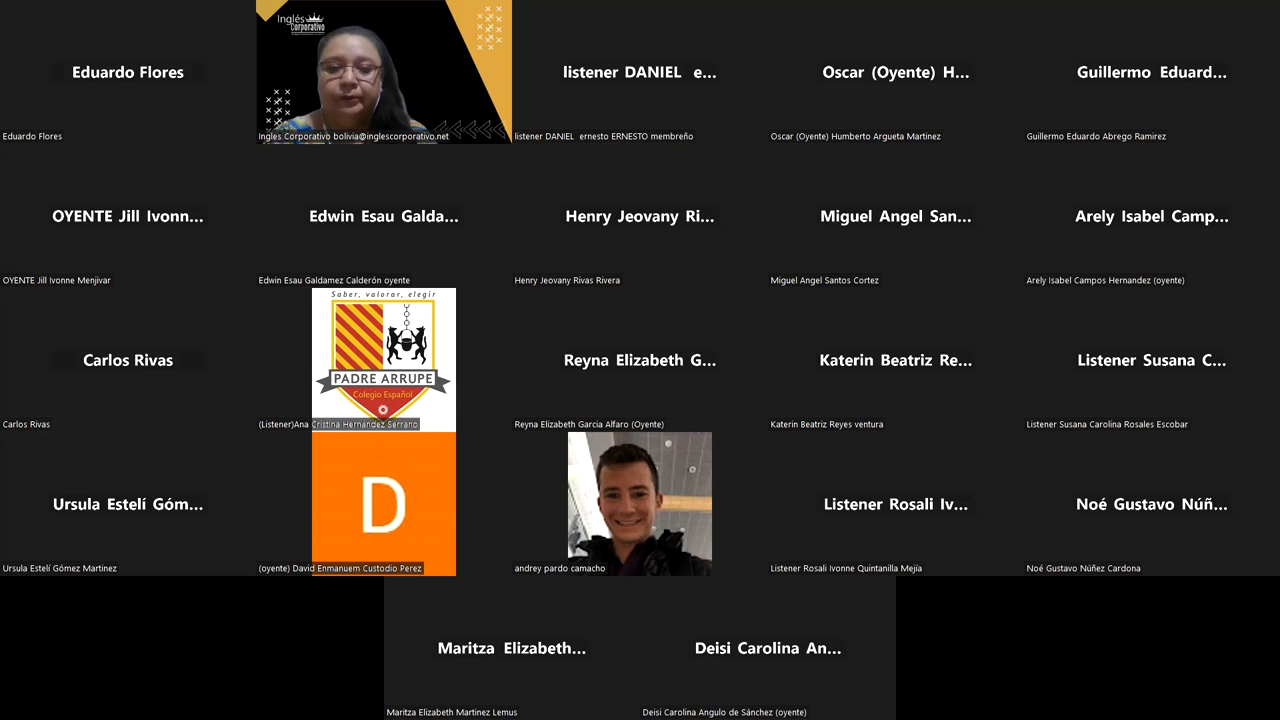 Eduardo Flores
Eduardo Flores
Inglés
Corporativo
Ingles Corporativo bolivia@inglescorporativo.net
listener DANIEL e...
listener DANIEL ernesto ERNESTO membreño
Oscar (Oyente) H...
Oscar (Oyente) Humberto Argueta Martinez
Guillermo Eduard...
Guillermo Eduardo Abrego Ramirez
OYENTE Jill Ivonn...
OYENTE Jill Ivonne Menjivar
Edwin Esau Galda...
Edwin Esau Galdamez Calderón oyente
Henry Jeovany Ri...
Henry Jeovany Rivas Rivera
Miguel Angel San...
Miguel Angel Santos Cortez
Arely Isabel Camp...
Arely Isabel Campos Hernandez (oyente)
Carlos Rivas
Carlos Rivas
Saber, valorar, elegir
PADRE ARRUPE
Colegio Español
(Listener)Ana Cristina Hernandez Serrano
Reyna Elizabeth G...
Reyna Elizabeth Garcia Alfaro (Oyente)
Katerin Beatriz Re...
Katerin Beatriz Reyes ventura
Listener Susana C...
Listener Susana Carolina Rosales Escobar
Ursula Estelí Góm...
Ursula Estelí Gómez Martinez
D
(oyente) David Enmanuem Custodio Perez
andrey pardo camacho
Listener Rosali Iv...
Listener Rosali Ivonne Quintanilla Mejía
Noé Gustavo Núñ...
Noé Gustavo Núñez Cardona
Maritza Elizabeth...
Maritza Elizabeth Martinez Lemus
Deisi Carolina An...
Deisi Carolina Angulo de Sánchez (oyente)